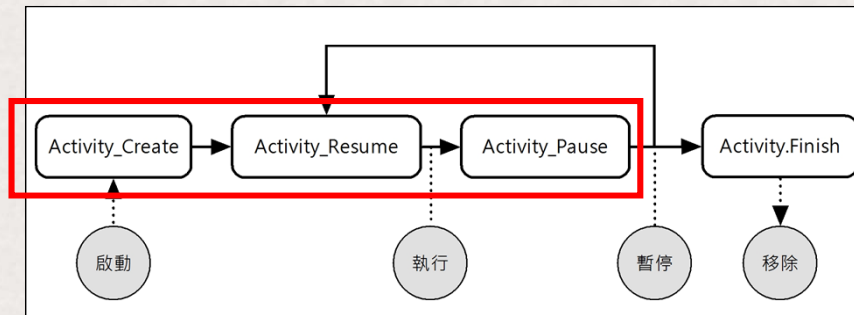 Activity_Create
Activity_Resume
Activity_Pause
Activity.Finish
啟動
執行
暫停
移除